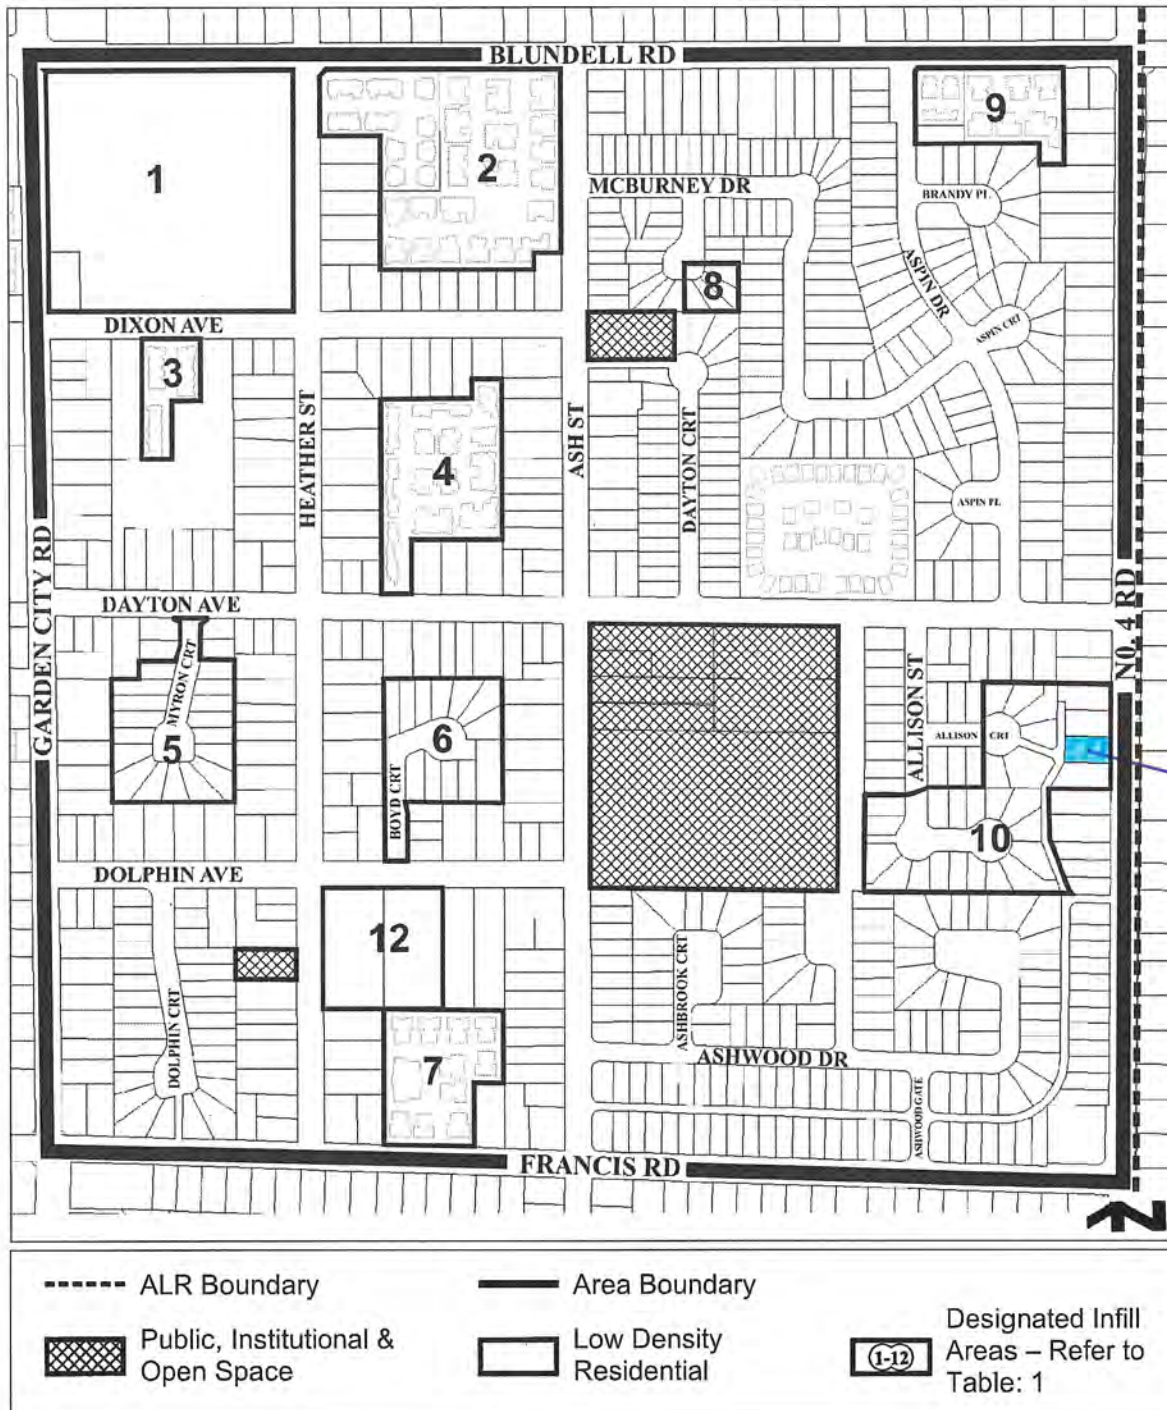 BLUNDELL RD
1
2
9
MCBURNEY DR
BRANDY PL
ASPIN DR
8
DIXON AVE
ASPIN CRT
3
HEATHER ST
ASH ST
4
DAYTON CRT
ASPIN PL
GARDEN CITY RD
DAYTON AVE
N0. 4 RD
MYRON CRT
ALLISON ST
ALLISON CRT
5
6
BOYD CRT
10
DOLPHIN AVE
12
ASHBROOK CRT
DOLPHIN CRT
7
ASHWOOD DR
ASHWOOD GATE
FRANCIS RD
N
ALR Boundary
Area Boundary
Public, Institutional &
Open Space
Low Density
Residential
(1-12)
Designated Infill
Areas – Refer to
Table: 1